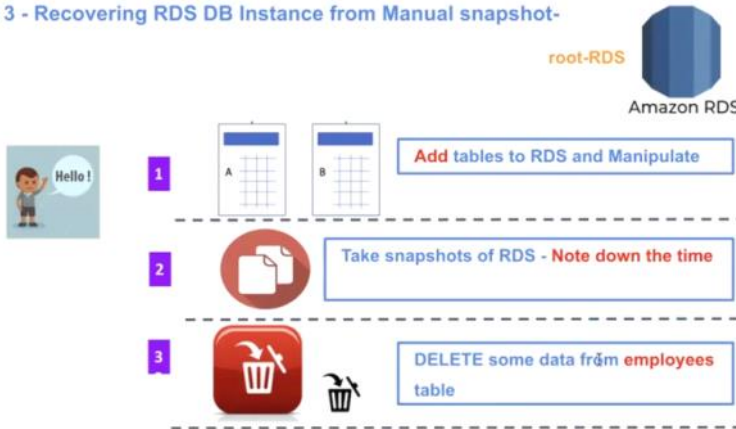 3 - Recovering RDS DB Instance from Manual snapshot-
root-RDS
Amazon RDS
Hello !
1
A
B
Add tables to RDS and Manipulate
2
Take snapshots of RDS - Note down the time
3
DELETE some data from employees
table